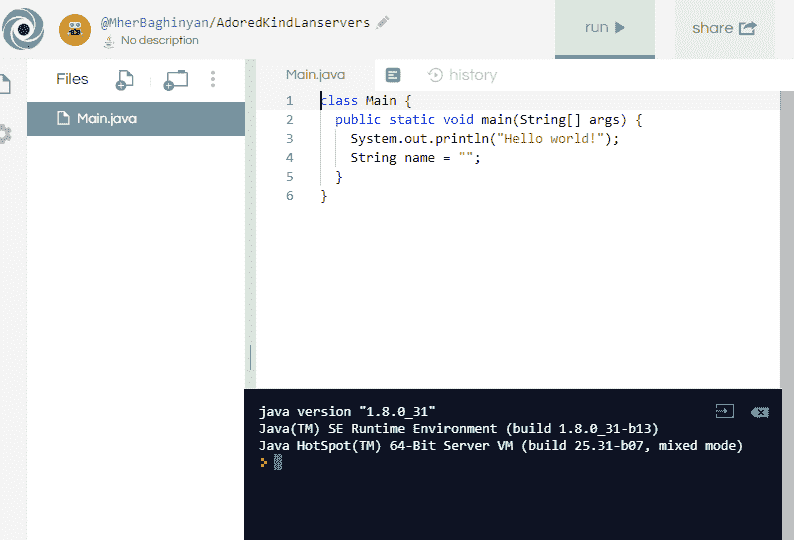 @MherBaghinyan/AdoredKindLanservers
No description
run
share
Files
Main.java
Main.java
history
1 class Main {
2 public static void main(String[] args) {
3 System.out.println("Hello world!");
4 String name = "";
5 }
6 }
java version "1.8.0_31"
Java(TM) SE Runtime Environment (build 1.8.0_31-b13)
Java HotSpot(TM) 64-Bit Server VM (build 25.31-b07, mixed mode)
>